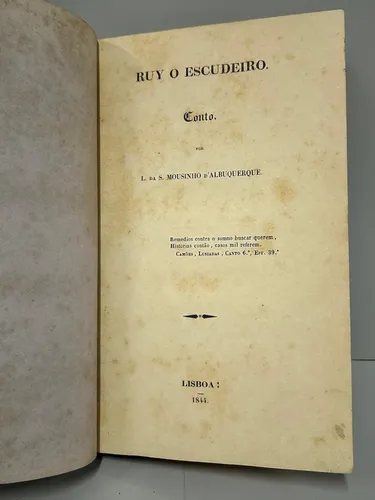 RUY O ESCUDEIRO.
Conto.
POR
L. DA S. MOUSINHO D'ALBUQUERQUE.
Remedios contra o somno buscar querem,
Historias contão, casos mil referem.
CAMÕES, LUSIADAS, CANTO 6.º, EST. 39.ª
LISBOA:
1844.